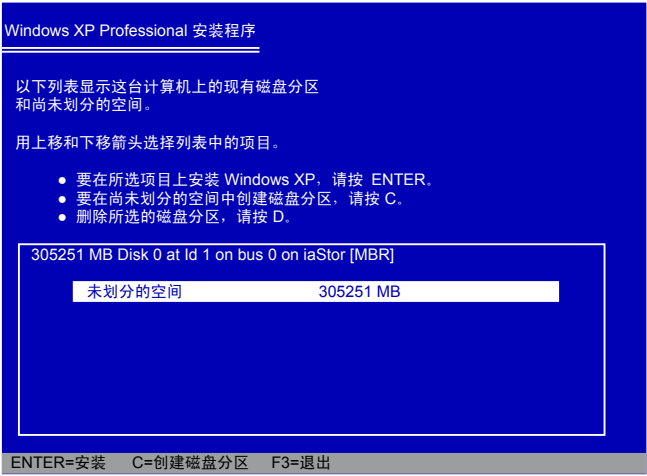 Windows XP Professional 安装程序
以下列表显示这台计算机上的现有磁盘分区
和尚未划分的空间。
用上移和下移箭头选择列表中的项目。
● 要在所选项目上安装 Windows XP，请按 ENTER。
● 要在尚未划分的空间中创建磁盘分区，请按 C。
● 删除所选的磁盘分区，请按 D。
305251 MB Disk 0 at Id 1 on bus 0 on iaStor [MBR]
未划分的空间 305251 MB
ENTER=安装 C=创建磁盘分区 F3=退出